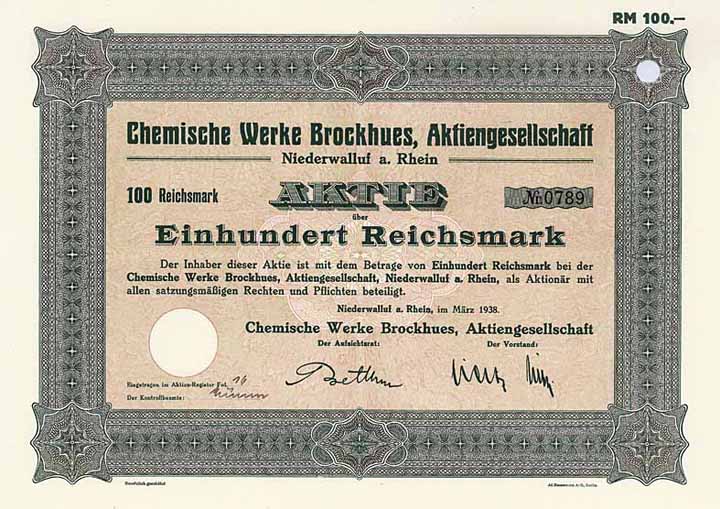 RM 100.—
Chemische Werke Brockhues, Aktiengesellschaft
Niederwalluf a. Rhein
100 Reichsmark AKTIE № 0789
über
Einhundert Reichsmark
Der Inhaber dieser Aktie ist mit dem Betrage von Einhundert Reichsmark bei der
Chemische Werke Brockhues, Aktiengesellschaft, Niederwalluf a. Rhein, als Aktionär mit
allen satzungsmäßigen Rechten und Pflichten beteiligt.
Niederwalluf a. Rhein, im März 1938.
Chemische Werke Brockhues, Aktiengesellschaft
Der Aufsichtsrat: Der Vorstand:
Eingetragen im Aktien-Register Fol. 16
Der Kontrollbeamte:
Gesetzlich geschützt